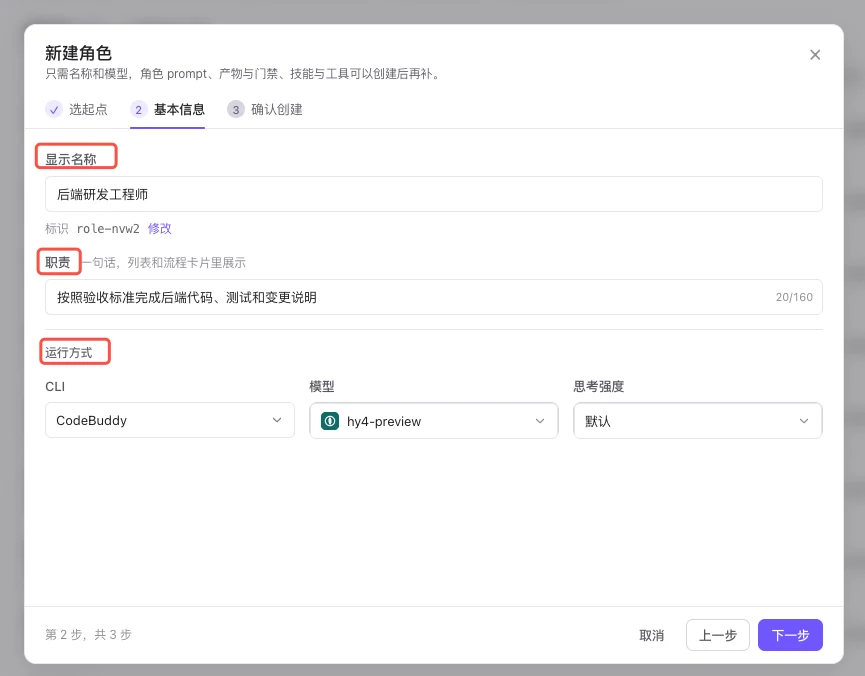 新建角色
只需名称和模型，角色 prompt、产物与门禁、技能与工具可以创建后再补。
选起点 2 基本信息 3 确认创建
显示名称
后端研发工程师
标识 role-nvw2 修改
职责 一句话，列表和流程卡片里展示
按照验收标准完成后端代码、测试和变更说明 20/160
运行方式
CLI 模型 思考强度
CodeBuddy hy4-preview 默认
第 2 步，共 3 步 取消 上一步 下一步